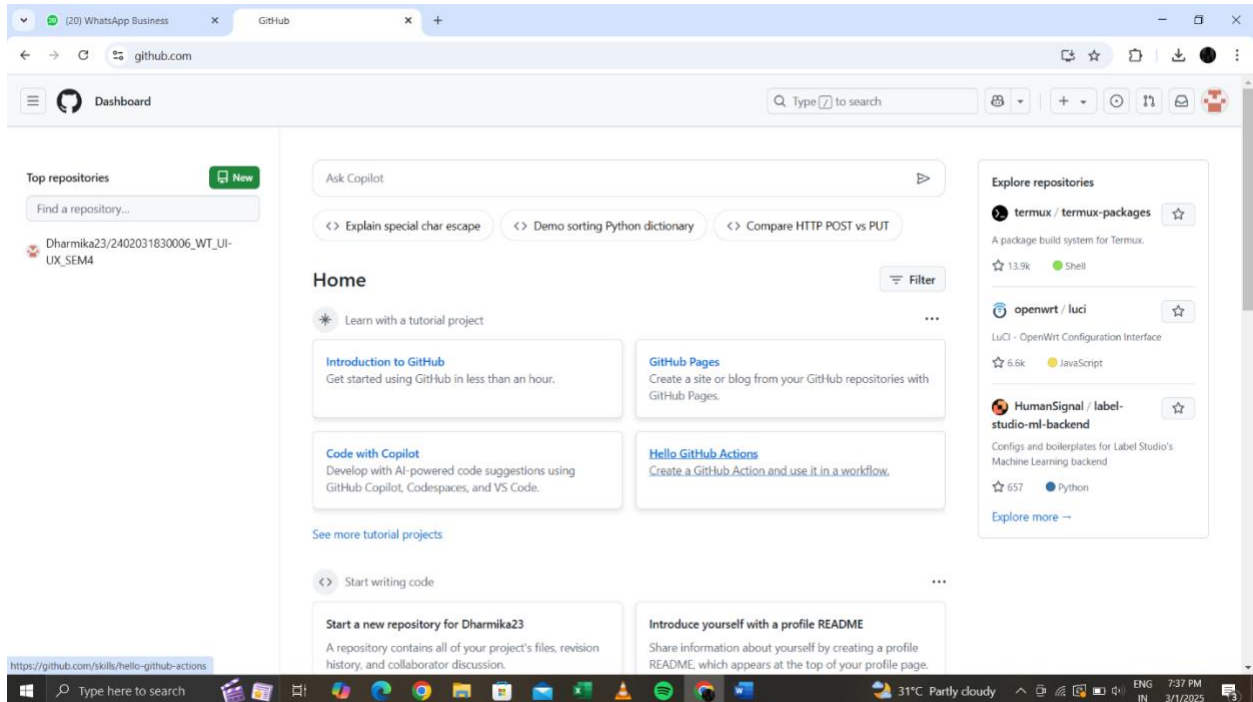 (20) WhatsApp Business
GitHub
github.com
Dashboard
Type / to search
Top repositories
New
Find a repository...
Dharmika23/2402031830006_WT_UI-
UX_SEM4
Ask Copilot
Explain special char escape
Demo sorting Python dictionary
Compare HTTP POST vs PUT
Home
Filter
Learn with a tutorial project
Introduction to GitHub
Get started using GitHub in less than an hour.
GitHub Pages
Create a site or blog from your GitHub repositories with
GitHub Pages.
Code with Copilot
Develop with AI-powered code suggestions using
GitHub Copilot, Codespaces, and VS Code.
Hello GitHub Actions
Create a GitHub Action and use it in a workflow.
See more tutorial projects
Start writing code
Start a new repository for Dharmika23
A repository contains all of your project's files, revision
history, and collaborator discussion.
Introduce yourself with a profile README
Share information about yourself by creating a profile
README, which appears at the top of your profile page.
Explore repositories
termux / termux-packages
A package build system for Termux.
13.9k Shell
openwrt / luci
LuCI - OpenWrt Configuration Interface
6.6k JavaScript
HumanSignal / label-
studio-ml-backend
Configs and boilerplates for Label Studio's
Machine Learning backend
657 Python
Explore more →
https://github.com/skills/hello-github-actions
Type here to search
31°C Partly cloudy
ENG
IN
7:37 PM
3/1/2025